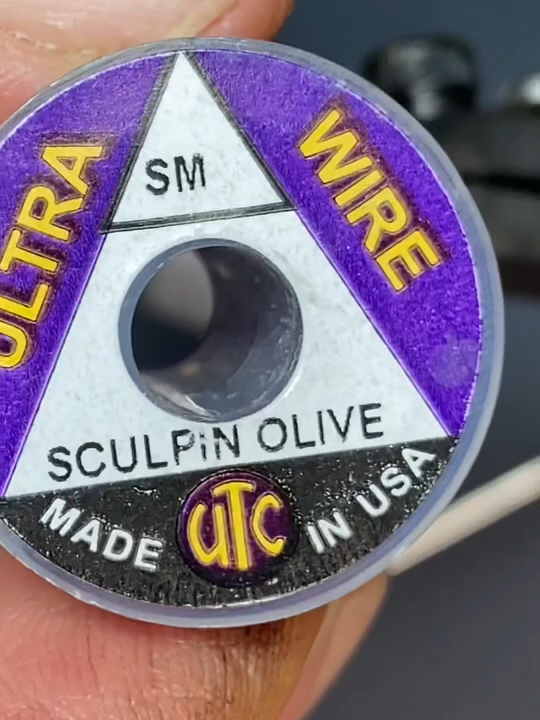 ULTRA
WIRE
SM
SCULPIN OLIVE
MADE
UTC
IN USA